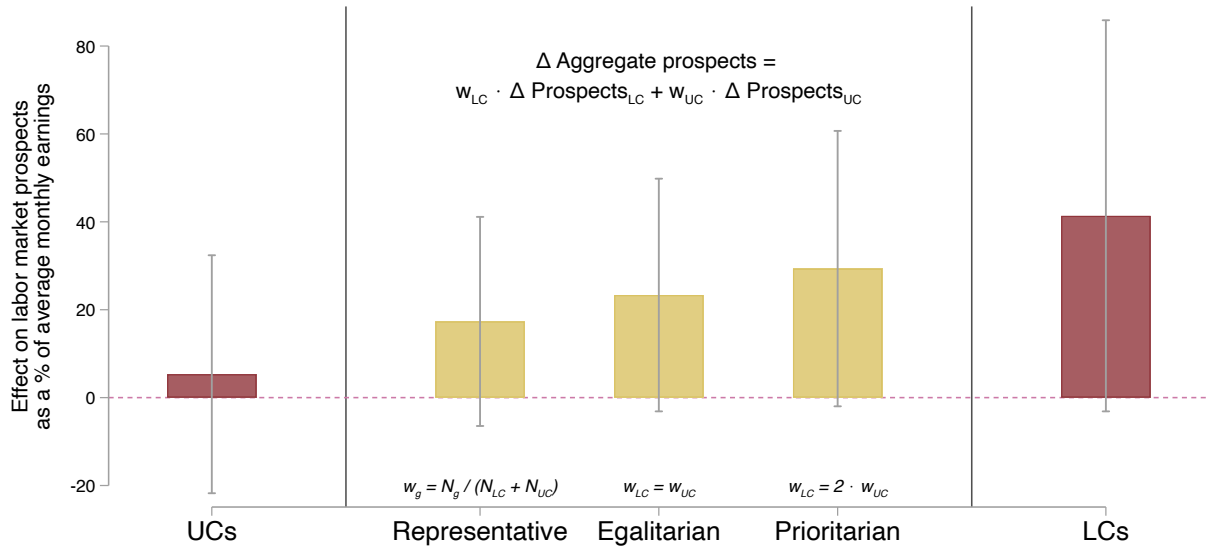 Effect on labor market prospects
as a % of average monthly earnings
80
60
40
20
0
-20
Δ Aggregate prospects =
w_LC · Δ Prospects_LC + w_UC · Δ Prospects_UC
w_g = N_g / (N_LC + N_UC)
w_LC = w_UC
w_LC = 2 · w_UC
UCs
Representative
Egalitarian
Prioritarian
LCs